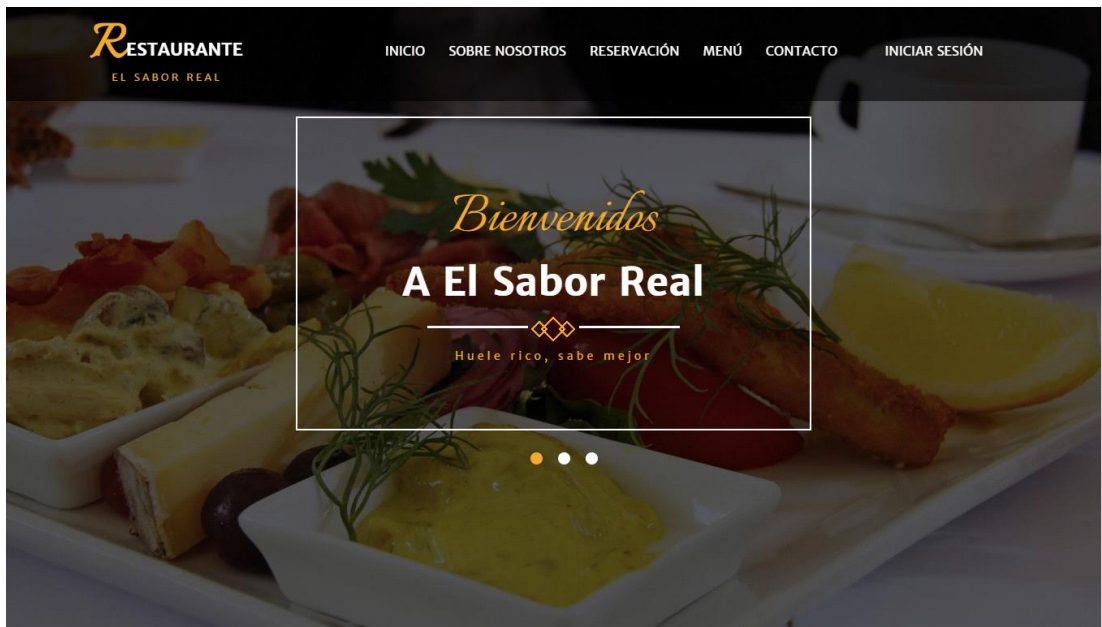 RESTAURANTE
EL SABOR REAL
INICIO SOBRE NOSOTROS RESERVACIÓN MENÚ CONTACTO INICIAR SESIÓN
Bienvenidos
A El Sabor Real
Huele rico, sabe mejor